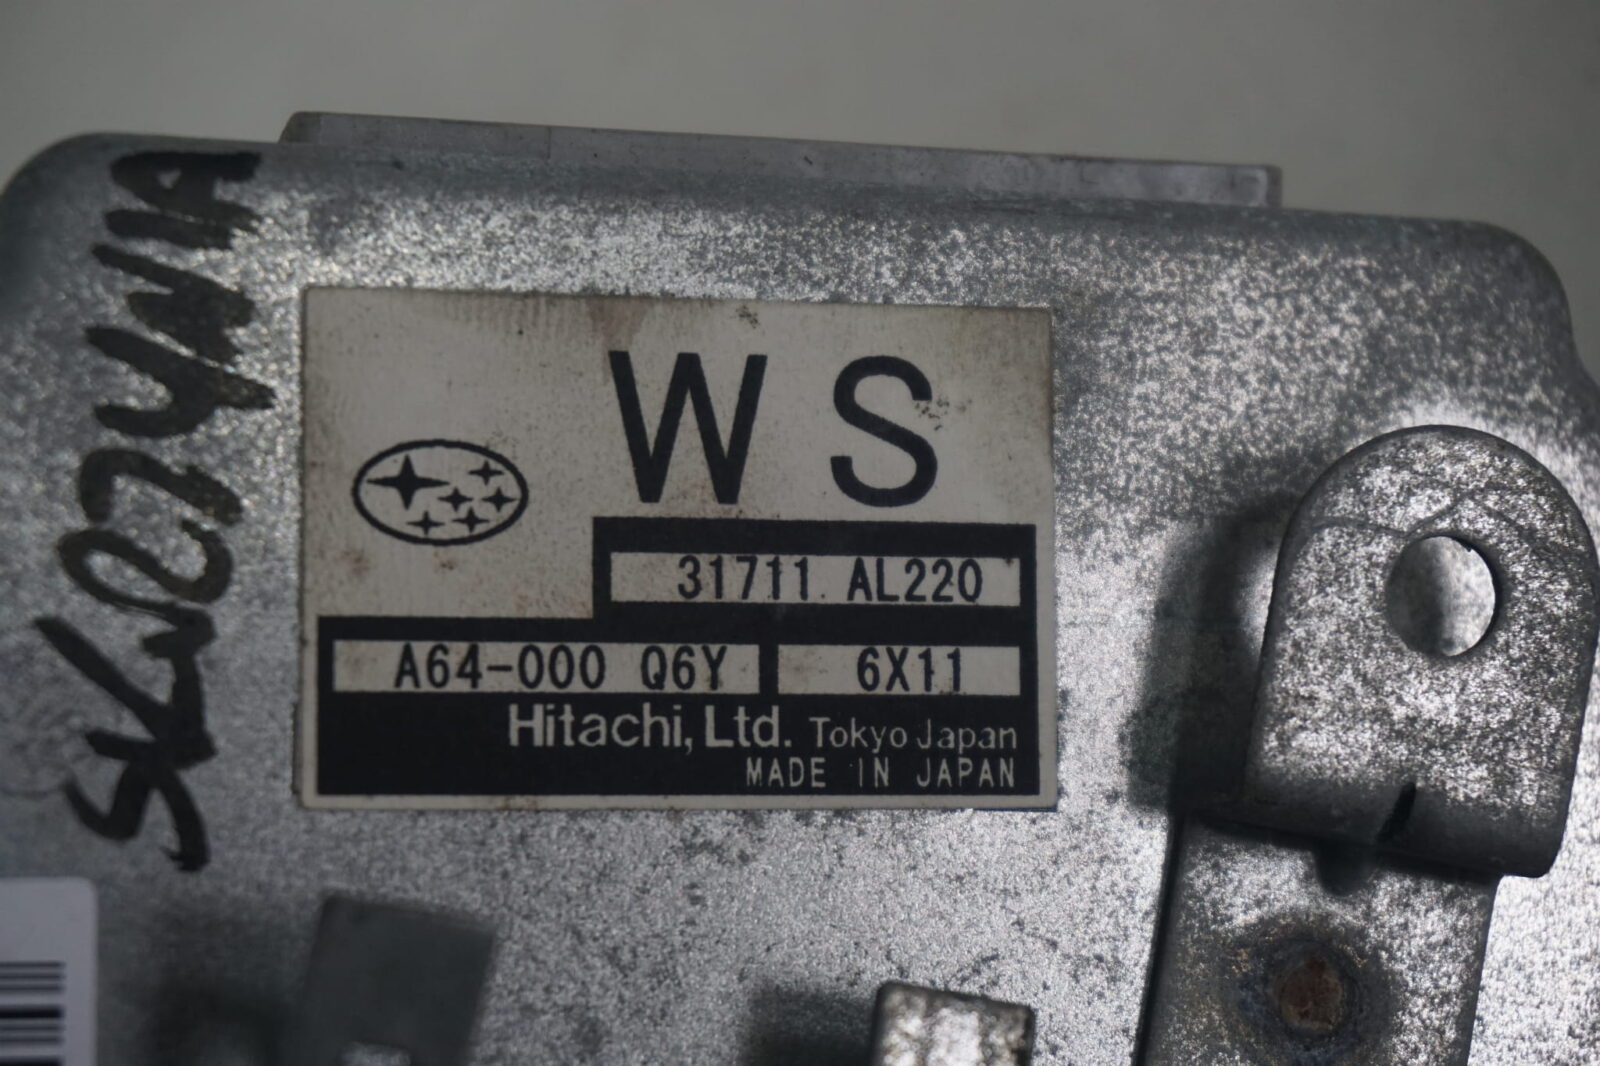 WS
31711 AL220
A64-000 Q6Y 6X11
Hitachi, Ltd. Tokyo Japan
MADE IN JAPAN